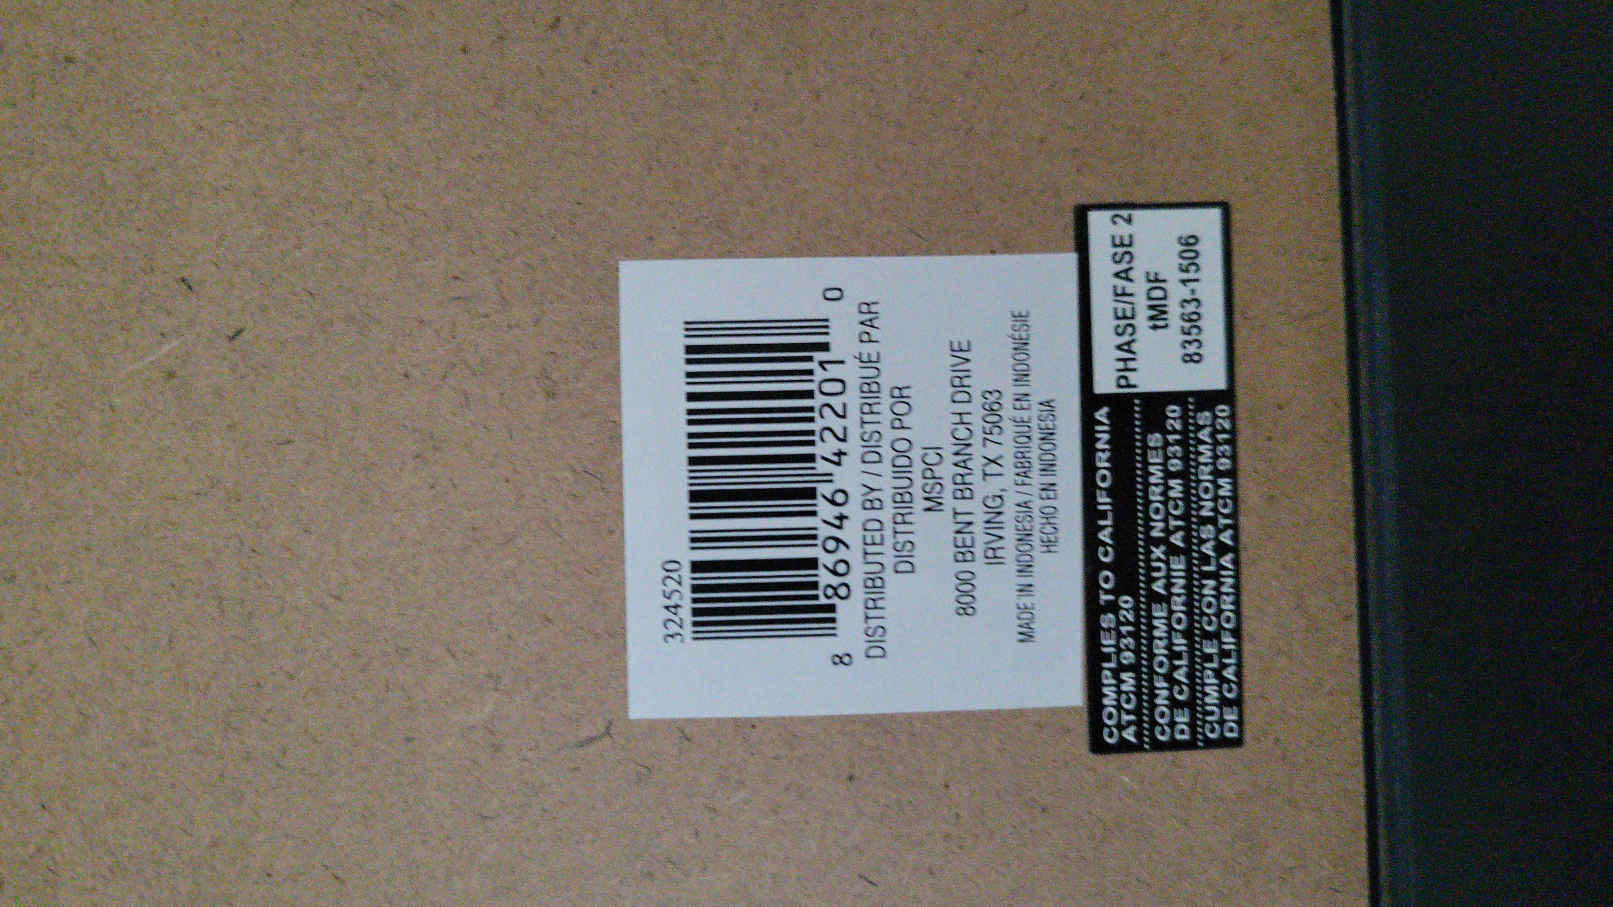 324520
8 86946 42201 0
DISTRIBUTED BY / DISTRIBUÉ PAR
DISTRIBUIDO POR
MSPCI
8000 BENT BRANCH DRIVE
IRVING, TX 75063
MADE IN INDONESIA / FABRIQUÉ EN INDONÉSIE
HECHO EN INDONESIA
COMPLIES TO CALIFORNIA
ATCM 93120
CONFORME AUX NORMES
DE CALIFORNIE ATCM 93120
CUMPLE CON LAS NORMAS
DE CALIFORNIA ATCM 93120
PHASE/FASE 2
tMDF
83563-1506